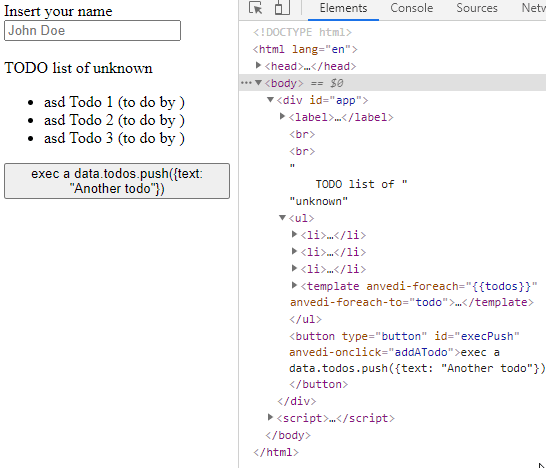 Insert your name
John Doe
TODO list of unknown
• asd Todo 1 (to do by )
• asd Todo 2 (to do by )
• asd Todo 3 (to do by )
exec a data.todos.push({text:
"Another todo"})
Elements Console Sources Netw
<!DOCTYPE html>
<html lang="en">
▶<head>…</head>
…▼<body> == $0
▼<div id="app">
▶<label>…</label>
<br>
<br>
"
TODO list of "
"unknown"
▼<ul>
▶<li>…</li>
▶<li>…</li>
▶<li>…</li>
▶<template anvedi-foreach="{{todos}}"
anvedi-foreach-to="todo">…</template>
</ul>
<button type="button" id="execPush"
anvedi-onclick="addATodo">exec a
data.todos.push({text: "Another todo"})
</button>
</div>
▶<script>…</script>
</body>
</html>